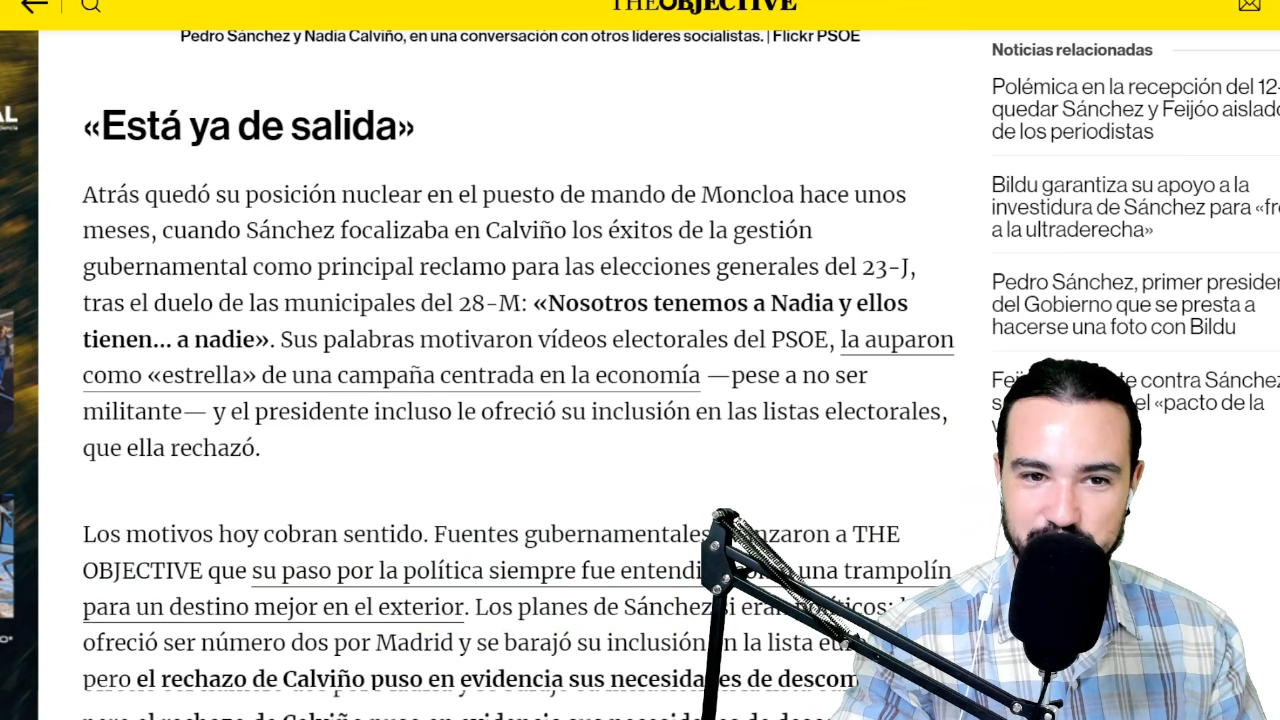 THE OBJECTIVE
Pedro Sánchez y Nadia Calviño, en una conversación con otros líderes socialistas. | Flickr PSOE
«Está ya de salida»
Atrás quedó su posición nuclear en el puesto de mando de Moncloa hace unos
meses, cuando Sánchez focalizaba en Calviño los éxitos de la gestión
gubernamental como principal reclamo para las elecciones generales del 23-J,
tras el duelo de las municipales del 28-M: «Nosotros tenemos a Nadia y ellos
tienen... a nadie». Sus palabras motivaron vídeos electorales del PSOE, la auparon
como «estrella» de una campaña centrada en la economía —pese a no ser
militante— y el presidente incluso le ofreció su inclusión en las listas electorales,
que ella rechazó.
Los motivos hoy cobran sentido. Fuentes gubernamentales a THE
OBJECTIVE que su paso por la política siempre fue una trampolín
para un destino mejor en el exterior. Los planes de Sánchez
ofreció ser número dos por Madrid y se barajó su inclusión en la lista
pero el rechazo de Calviño puso en evidencia sus necesidades de
Noticias relacionadas
Polémica en la recepción del 12-
quedar Sánchez y Feijóo
de los periodistas
Bildu garantiza su apoyo a la
investidura de Sánchez para
a la ultraderecha»
Pedro Sánchez, primer
del Gobierno que se presta a
hacerse una foto con Bildu
contra Sánchez
el «pacto de la